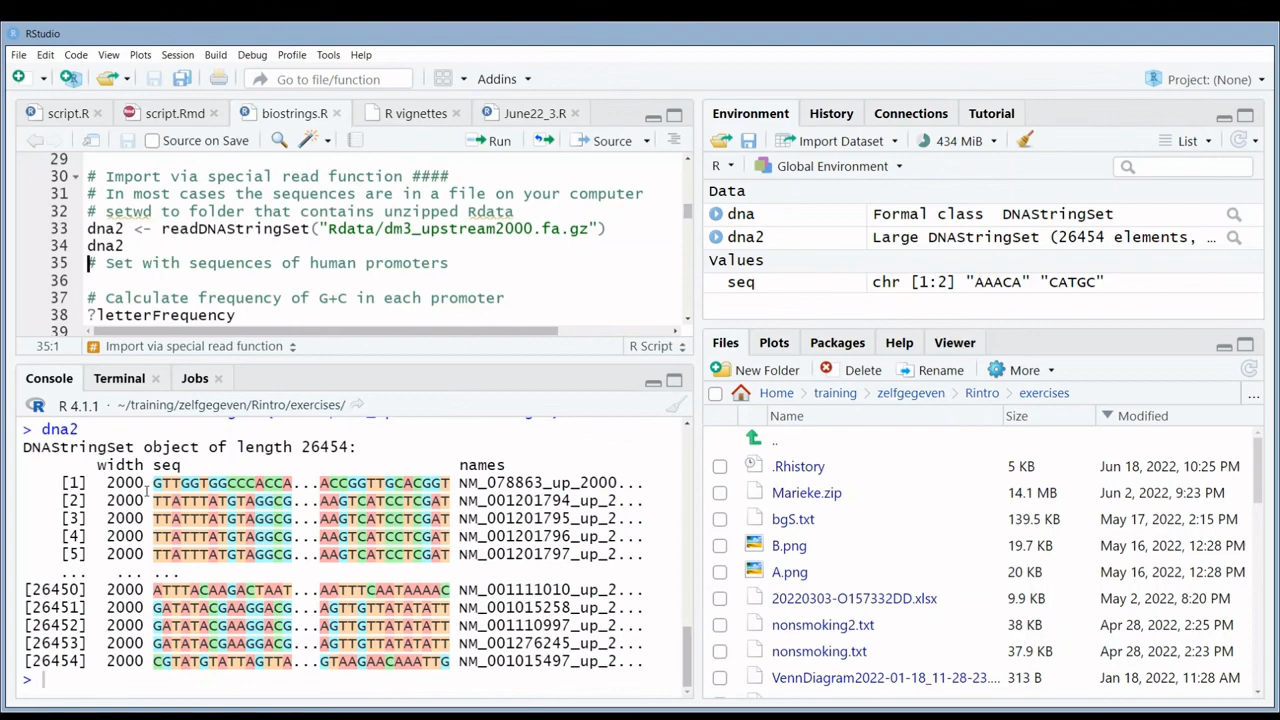 RStudio
File Edit Code View Plots Session Build Debug Profile Tools Help
Go to file/function Addins Project: (None)
script.R script.Rmd biostrings.R R vignettes June22_3.R
Source on Save Run Source
29
30 # Import via special read function ####
31 # In most cases the sequences are in a file on your computer
32 # setwd to folder that contains unzipped Rdata
33 dna2 <- readDNAStringSet("Rdata/dm3_upstream2000.fa.gz")
34 dna2
35 # Set with sequences of human promoters
36
37 # Calculate frequency of G+C in each promoter
38 ?letterFrequency
39
35:1 # Import via special read function R Script
Console Terminal Jobs
R 4.1.1 · ~/training/zelfgegeven/Rintro/exercises/
> dna2
DNAStringSet object of length 26454:
width seq names
[1] 2000 GTTGGTGGCCCACCA...ACCGGTTGCACGGT NM_078863_up_2000...
[2] 2000 TTATTTATGTAGGCG...AAGTCATCCTCGAT NM_001201794_up_2...
[3] 2000 TTATTTATGTAGGCG...AAGTCATCCTCGAT NM_001201795_up_2...
[4] 2000 TTATTTATGTAGGCG...AAGTCATCCTCGAT NM_001201796_up_2...
[5] 2000 TTATTTATGTAGGCG...AAGTCATCCTCGAT NM_001201797_up_2...
... ... ...
[26450] 2000 ATTTACAAGACTAAT...AATTTCAATAAAAC NM_001111010_up_2...
[26451] 2000 GATATACGAAGGACG...AGTTGTTATATATT NM_001015258_up_2...
[26452] 2000 GATATACGAAGGACG...AGTTGTTATATATT NM_001110997_up_2...
[26453] 2000 GATATACGAAGGACG...AGTTGTTATATATT NM_001276245_up_2...
[26454] 2000 CGTATGTATTAGTTA...GTAAGAACAAATTG NM_001015497_up_2...
>
Environment History Connections Tutorial
Import Dataset 434 MiB List
R Global Environment
Data
dna Formal class DNAStringSet
dna2 Large DNAStringSet (26454 elements, …
Values
seq chr [1:2] "AAACA" "CATGC"
Files Plots Packages Help Viewer
New Folder Delete Rename More
Home training zelfgegeven Rintro exercises ...
Name Size Modified
..
.Rhistory 5 KB Jun 18, 2022, 10:25 PM
Marieke.zip 14.1 MB Jun 2, 2022, 9:23 PM
bgS.txt 139.5 KB May 17, 2022, 2:15 PM
B.png 19.7 KB May 16, 2022, 12:28 PM
A.png 20 KB May 16, 2022, 12:28 PM
20220303-O157332DD.xlsx 9.9 KB May 2, 2022, 8:20 PM
nonsmoking2.txt 38 KB Apr 28, 2022, 2:25 PM
nonsmoking.txt 37.9 KB Apr 28, 2022, 2:23 PM
VennDiagram2022-01-18_11-28-23.... 313 B Jan 18, 2022, 11:28 AM